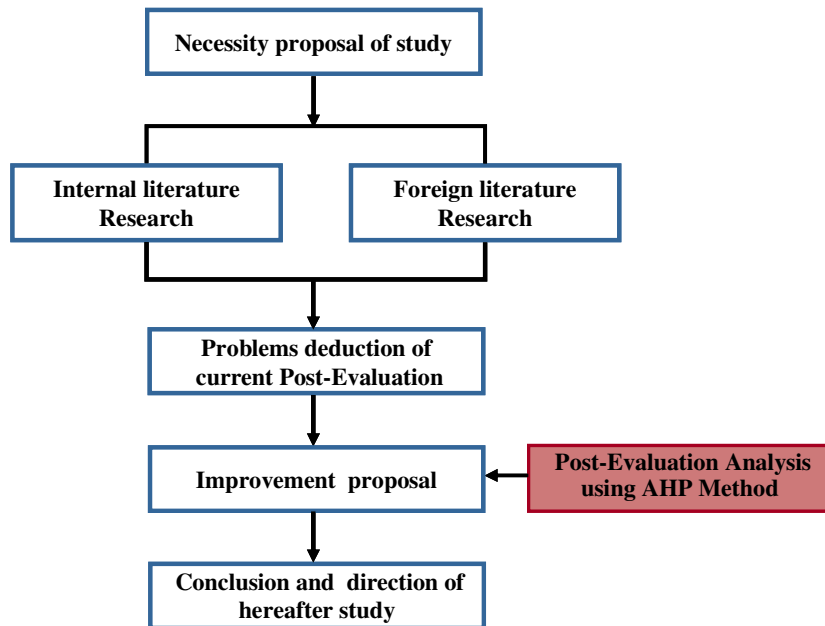 Necessity proposal of study
Internal literature
Research
Foreign literature
Research
Problems deduction of
current Post-Evaluation
Improvement proposal
Post-Evaluation Analysis
using AHP Method
Conclusion and direction of
hereafter study